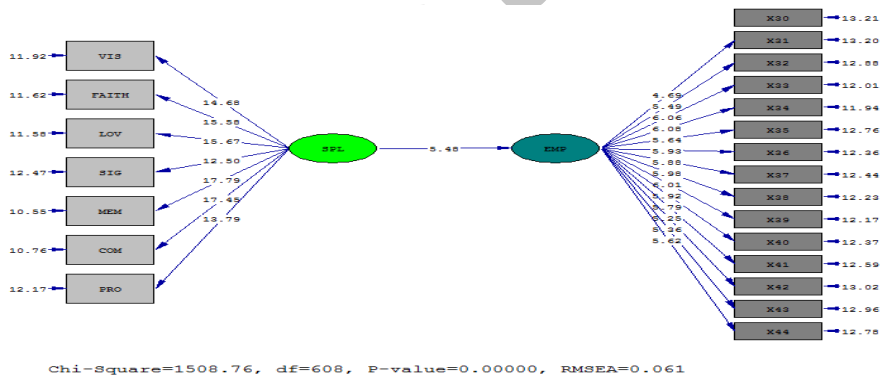 11.92 VIS
11.62 FAITH
11.58 LOV
12.47 SIG
10.55 MEM
10.76 COM
12.17 PRO
14.68
15.58
15.67
12.50
17.79
17.45
13.79
SPL
5.48
EMP
4.69
5.49
6.06
6.08
5.64
5.93
5.88
5.98
6.01
5.92
5.79
5.25
5.36
5.62
X30 13.21
X31 13.20
X32 12.88
X33 12.01
X34 11.94
X35 12.76
X36 12.36
X37 12.44
X38 12.23
X39 12.17
X40 12.37
X41 12.59
X42 13.02
X43 12.96
X44 12.78
Chi-Square=1508.76, df=608, P-value=0.00000, RMSEA=0.061